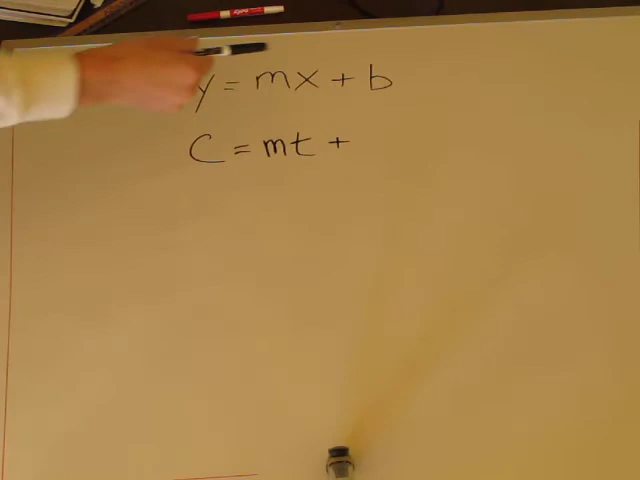 y = mx + b
C = mt +